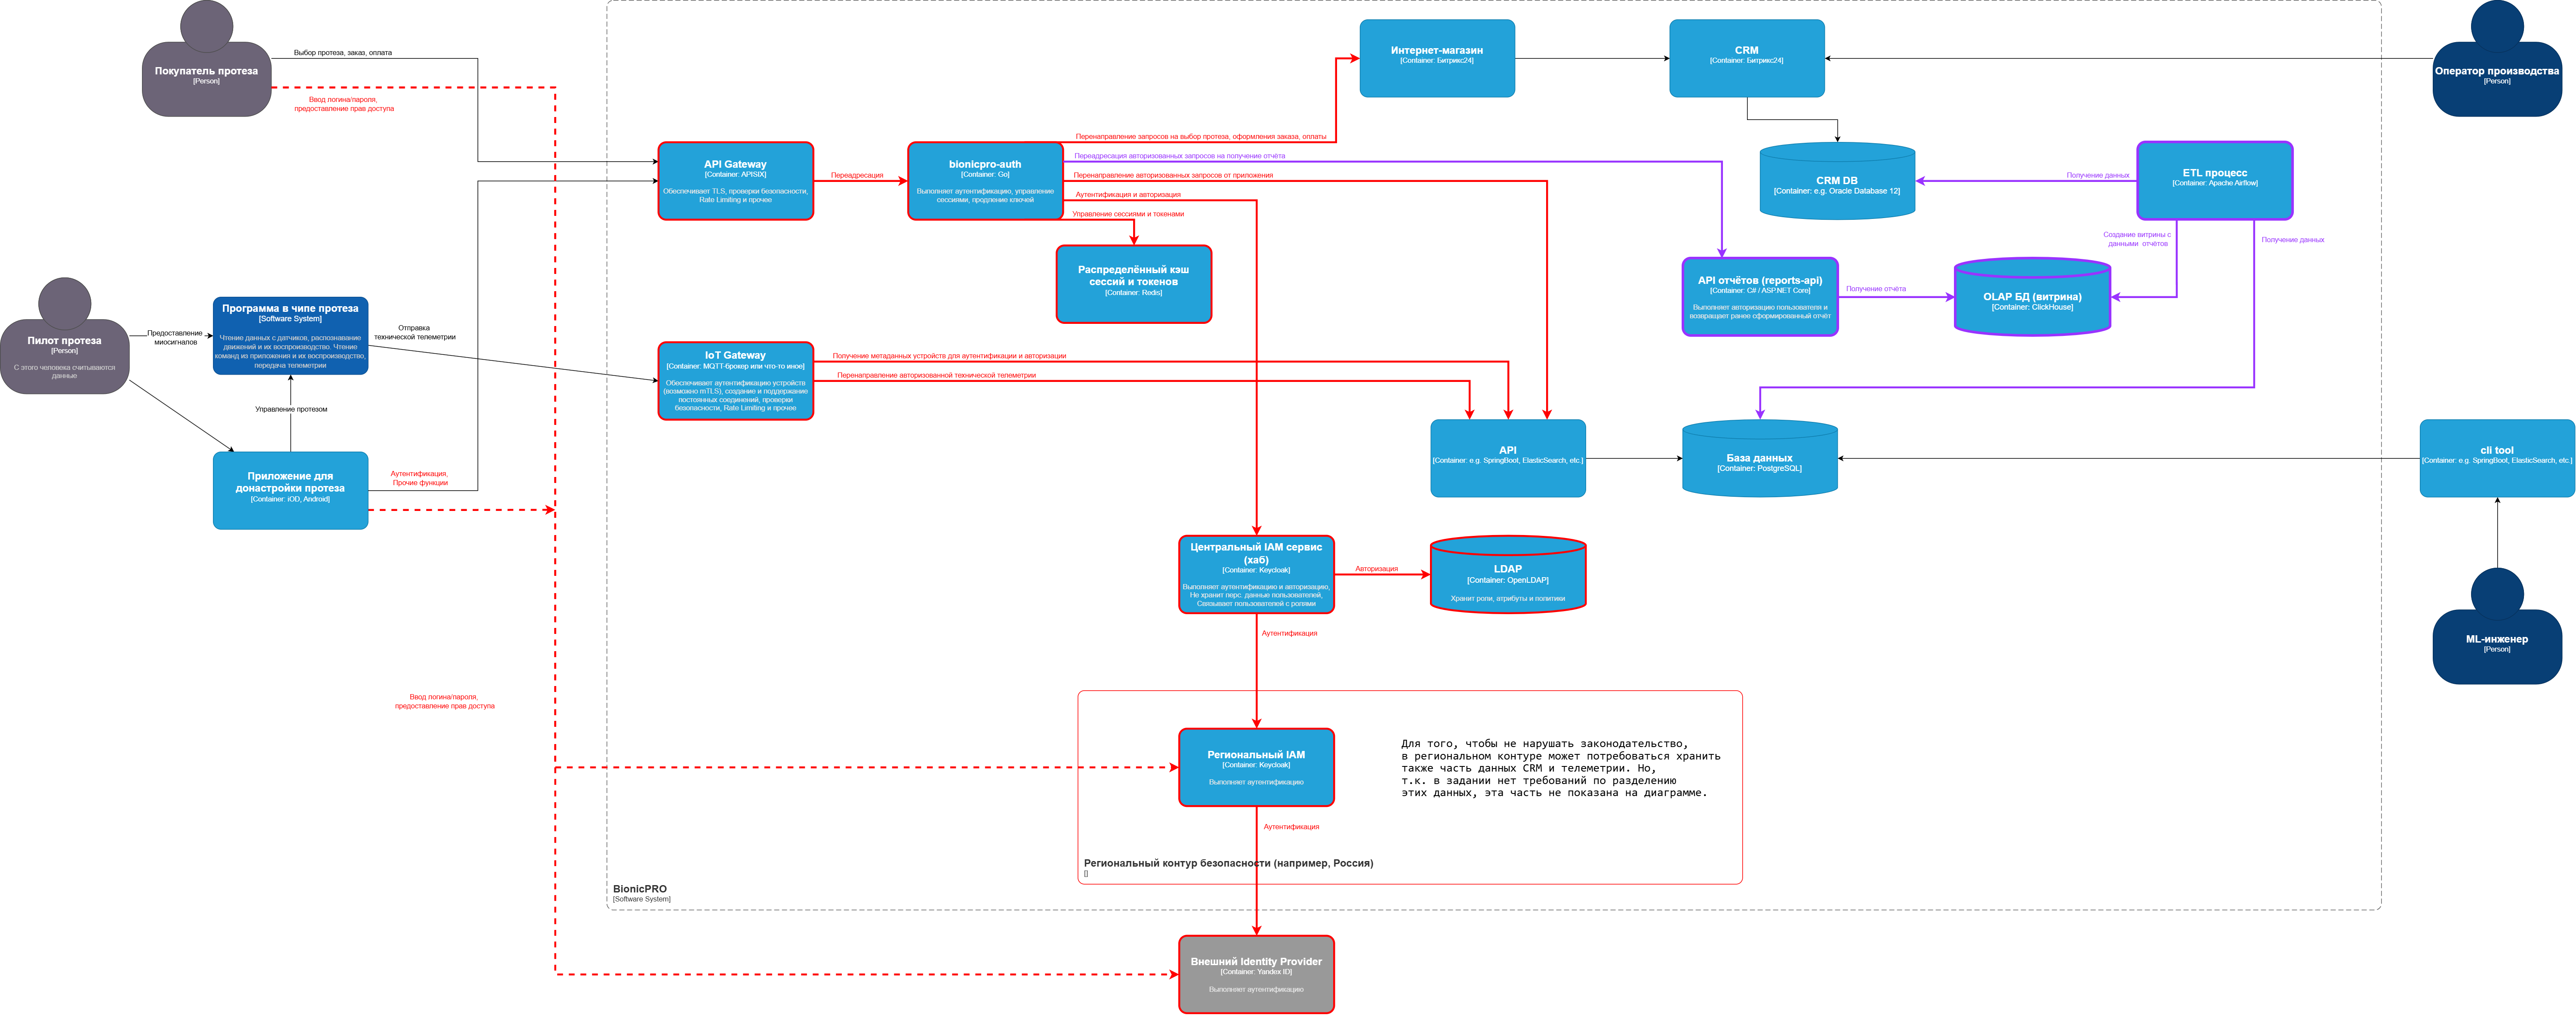 Покупатель протеза
[Person]
Выбор протеза, заказ, оплата
Ввод логина/пароля,
предоставление прав доступа
Интернет-магазин
[Container: Битрикс24]
CRM
[Container: Битрикс24]
Оператор производства
[Person]
API Gateway
[Container: APISIX]
Обеспечивает TLS, проверки безопасности,
Rate Limiting и прочее
Переадресация
bionicpro-auth
[Container: Go]
Выполняет аутентификацию, управление
сессиями, продление ключей
Перенаправление запросов на выбор протеза, оформления заказа, оплаты
Переадресация авторизованных запросов на получение отчёта
Перенаправление авторизованных запросов от приложения
Аутентификация и авторизация
Управление сессиями и токенами
CRM DB
[Container: e.g. Oracle Database 12]
Получение данных
ETL процесс
[Container: Apache Airflow]
Создание витрины с
данными отчётов
Получение данных
Распределённый кэш
сессий и токенов
[Container: Redis]
API отчётов (reports-api)
[Container: C# / ASP.NET Core]
Выполняет авторизацию пользователя и
возвращает ранее сформированный отчёт
Получение отчёта
OLAP БД (витрина)
[Container: ClickHouse]
Пилот протеза
[Person]
С этого человека считываются
данные
Предоставление
миосигналов
Программа в чипе протеза
[Software System]
Чтение данных с датчиков, распознавание
движений и их воспроизводство. Чтение
команд из приложения и их воспроизводство,
передача телеметрии
Отправка
технической телеметрии
IoT Gateway
[Container: MQTT-брокер или что-то иное]
Обеспечивает аутентификацию устройств
(возможно mTLS), создание и поддержание
постоянных соединений, проверки
безопасности, Rate Limiting и прочее
Получение метаданных устройств для аутентификации и авторизации
Перенаправление авторизованной технической телеметрии
Управление протезом
Приложение для
донастройки протеза
[Container: iOD, Android]
Аутентификация,
Прочие функции
API
[Container: e.g. SpringBoot, ElasticSearch, etc.]
База данных
[Container: PostgreSQL]
cli tool
[Container: e.g. SpringBoot, ElasticSearch, etc.]
Центральный IAM сервис
(хаб)
[Container: Keycloak]
Выполняет аутентификацию и авторизацию,
Не хранит перс. данные пользователей,
Связывает пользователей с ролями
Авторизация
LDAP
[Container: OpenLDAP]
Хранит роли, атрибуты и политики
Аутентификация
ML-инженер
[Person]
Ввод логина/пароля,
предоставление прав доступа
Региональный IAM
[Container: Keycloak]
Выполняет аутентификацию
Для того, чтобы не нарушать законодательство,
в региональном контуре может потребоваться хранить
также часть данных CRM и телеметрии. Но,
т.к. в задании нет требований по разделению
этих данных, эта часть не показана на диаграмме.
Аутентификация
Региональный контур безопасности (например, Россия)
[]
BionicPRO
[Software System]
Внешний Identity Provider
[Container: Yandex ID]
Выполняет аутентификацию